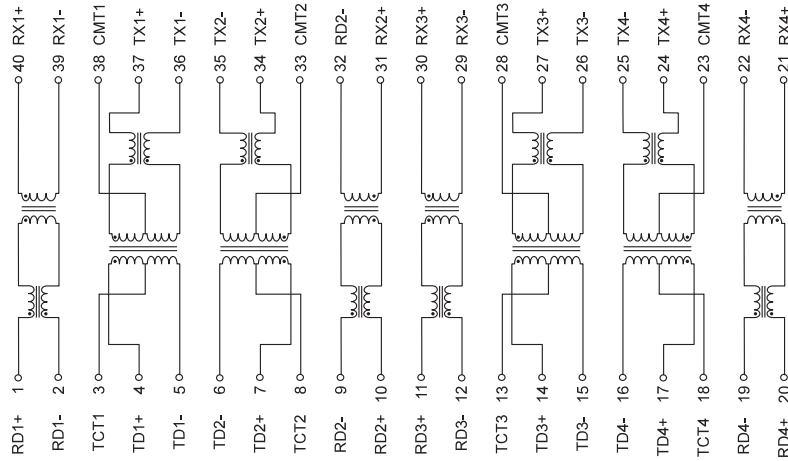 RX1+ RX1- CMT1 TX1+ TX1- TX2- TX2+ CMT2 RD2- RX2+ RX3+ RX3- CMT3 TX3+ TX3- TX4- TX4+ CMT4 RX4- RX4+
40 39 38 37 36 35 34 33 32 31 30 29 28 27 26 25 24 23 22 21
1 2 3 4 5 6 7 8 9 10 11 12 13 14 15 16 17 18 19 20
RD1+ RD1- TCT1 TD1+ TD1- TD2- TD2+ TCT2 RD2- RD2+ RD3+ RD3- TCT3 TD3+ TD3- TD4- TD4+ TCT4 RD4- RD4+